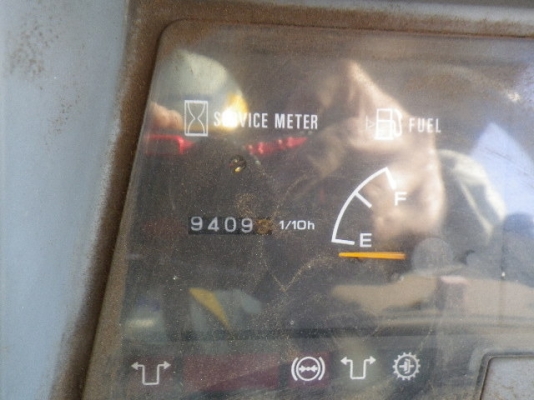 SERVICE METER
FUEL
9409 1/10h
F
E